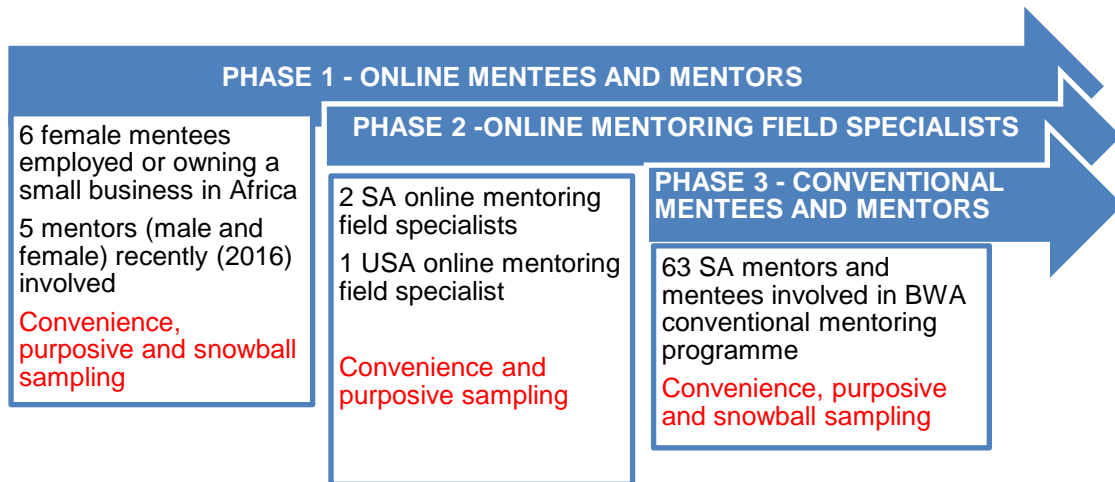 PHASE 1 - ONLINE MENTEES AND MENTORS
6 female mentees
employed or owning a
small business in Africa
5 mentors (male and
female) recently (2016)
involved
Convenience,
purposive and snowball
sampling
PHASE 2 -ONLINE MENTORING FIELD SPECIALISTS
2 SA online mentoring
field specialists
1 USA online mentoring
field specialist
Convenience and
purposive sampling
PHASE 3 - CONVENTIONAL
MENTEES AND MENTORS
63 SA mentors and
mentees involved in BWA
conventional mentoring
programme
Convenience, purposive
and snowball sampling